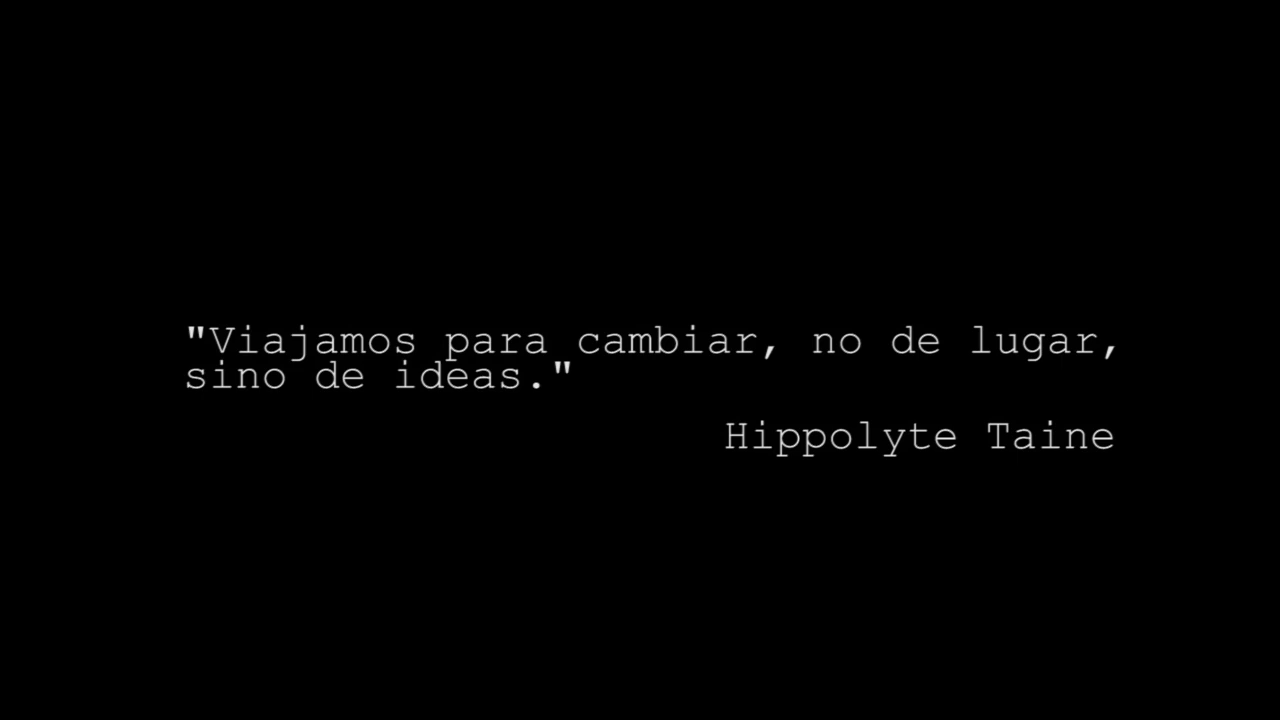 "Viajamos para cambiar, no de lugar,
sino de ideas."
Hippolyte Taine